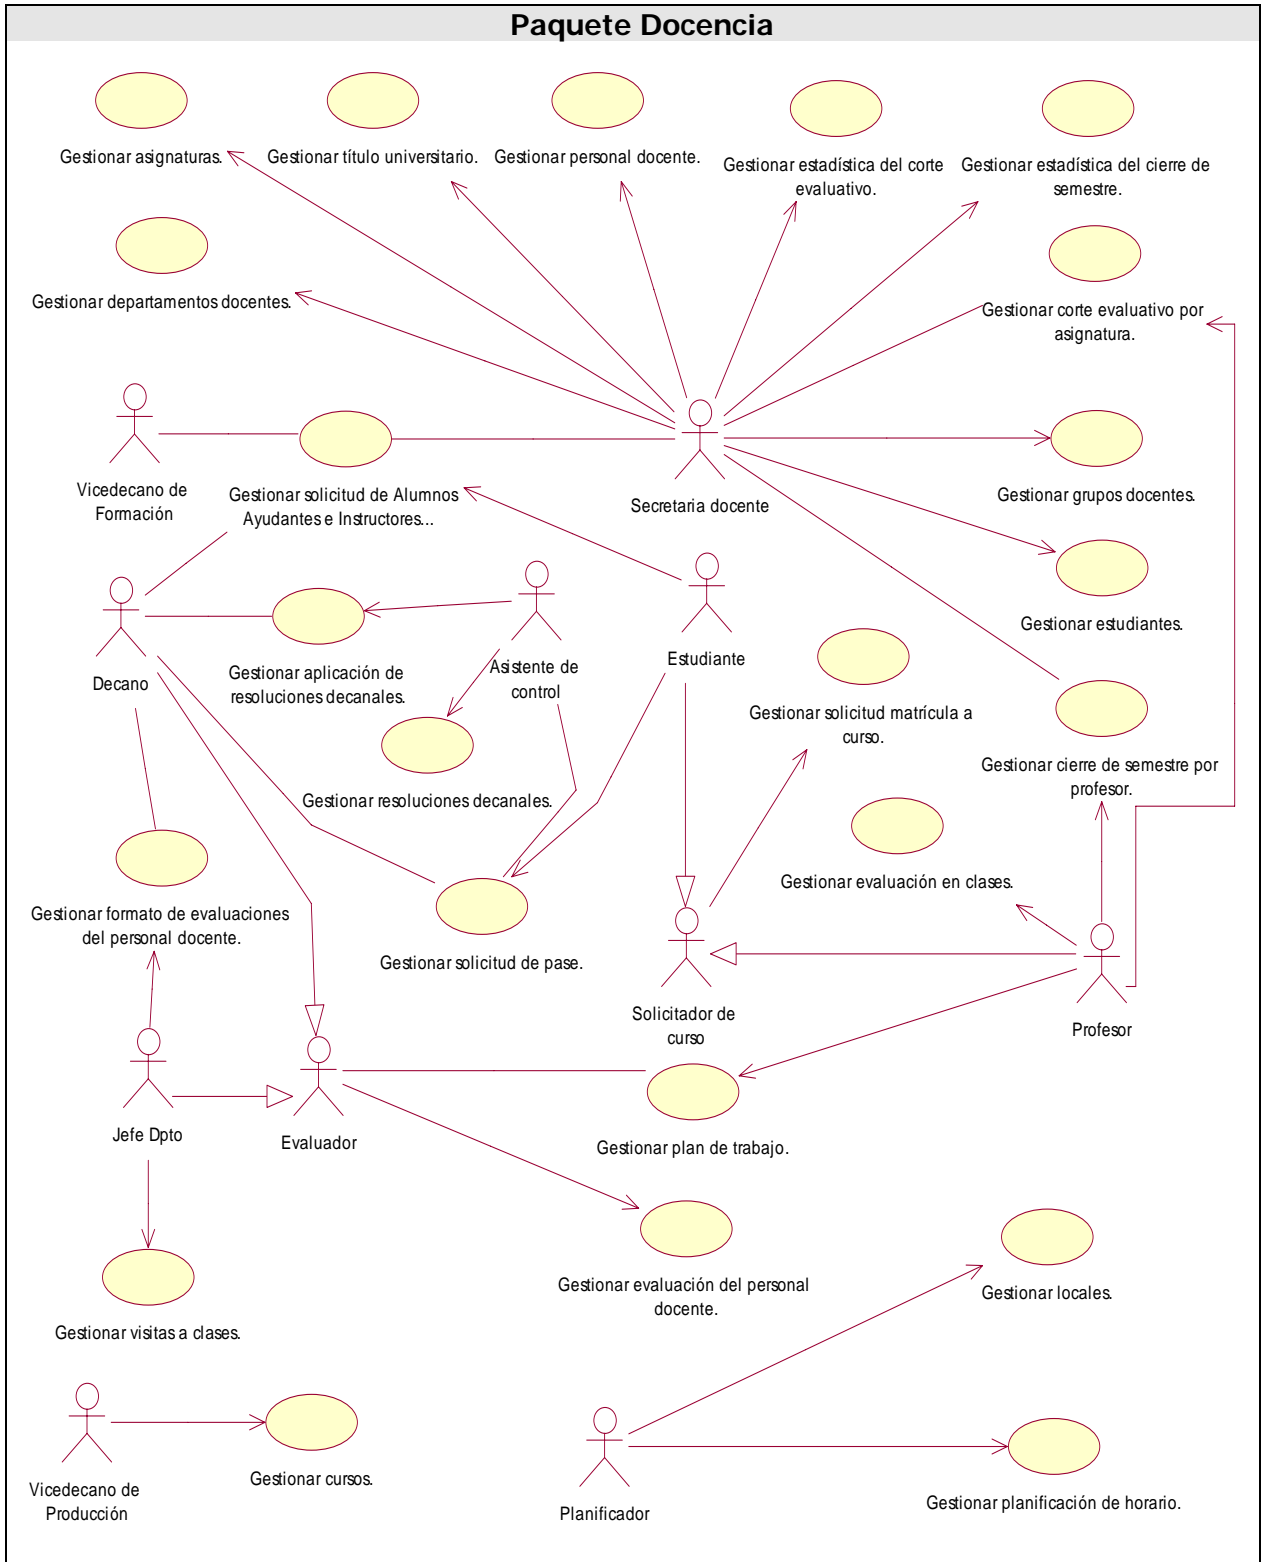 Paquete Docencia
Gestionar asignaturas.
Gestionar título universitario.
Gestionar personal docente.
Gestionar estadística del corte
evaluativo.
Gestionar estadística del cierre de
semestre.
Gestionar departamentos docentes.
Gestionar corte evaluativo por
asignatura.
Vicedecano de
Formación
Gestionar solicitud de Alumnos
Ayudantes e Instructores...
Secretaria docente
Gestionar grupos docentes.
Gestionar estudiantes.
Decano
Gestionar aplicación de
resoluciones decanales.
Asistente de
control
Estudiante
Gestionar solicitud matrícula a
curso.
Gestionar cierre de semestre por
profesor.
Gestionar resoluciones decanales.
Gestionar evaluación en clases.
Gestionar formato de evaluaciones
del personal docente.
Gestionar solicitud de pase.
Solicitador de
curso
Profesor
Jefe Dpto
Evaluador
Gestionar plan de trabajo.
Gestionar evaluación del personal
docente.
Gestionar locales.
Gestionar visitas a clases.
Vicedecano de
Producción
Gestionar cursos.
Planificador
Gestionar planificación de horario.